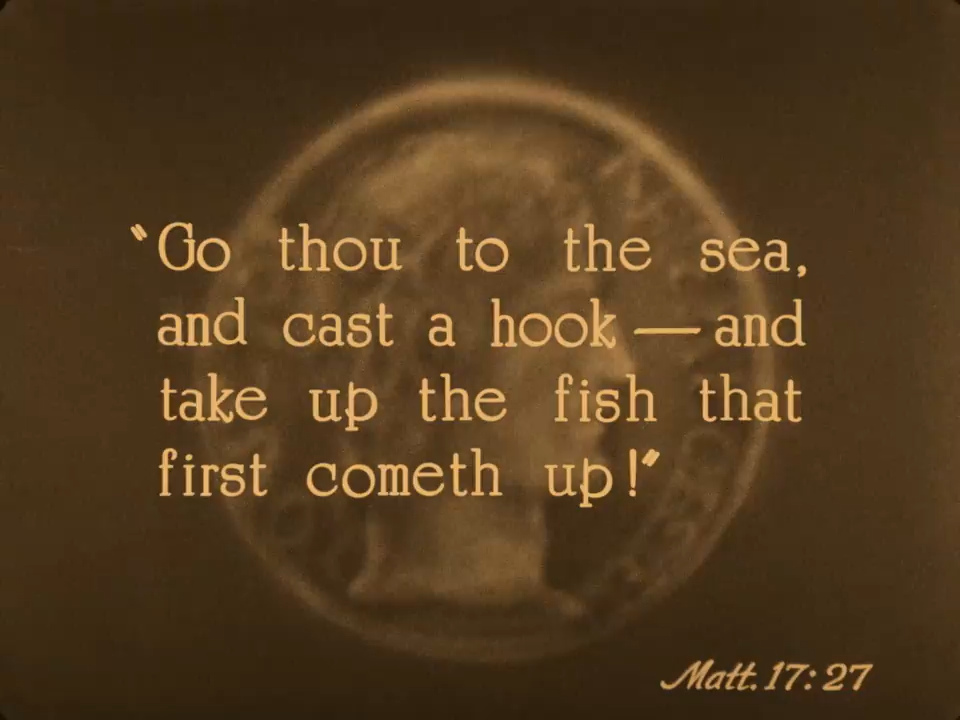 "Go thou to the sea,
and cast a hook — and
take up the fish that
first cometh up!"
Matt. 17: 27